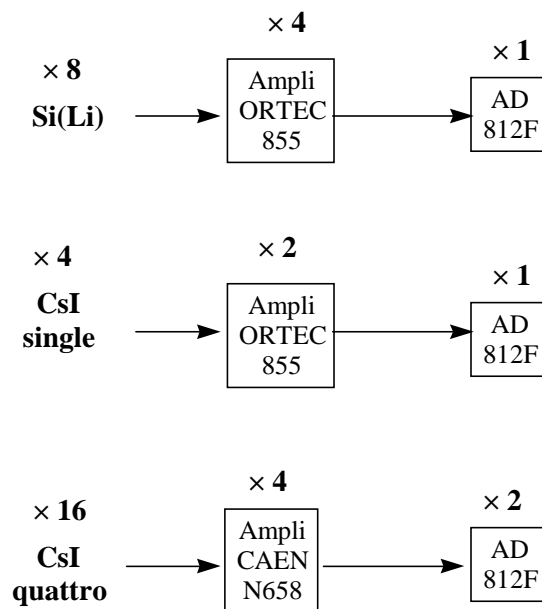 × 8
Si(Li)
× 4
Ampli
ORTEC
855
× 1
AD
812F
× 4
CsI
single
× 2
Ampli
ORTEC
855
× 1
AD
812F
× 16
CsI
quattro
× 4
Ampli
CAEN
N658
× 2
AD
812F